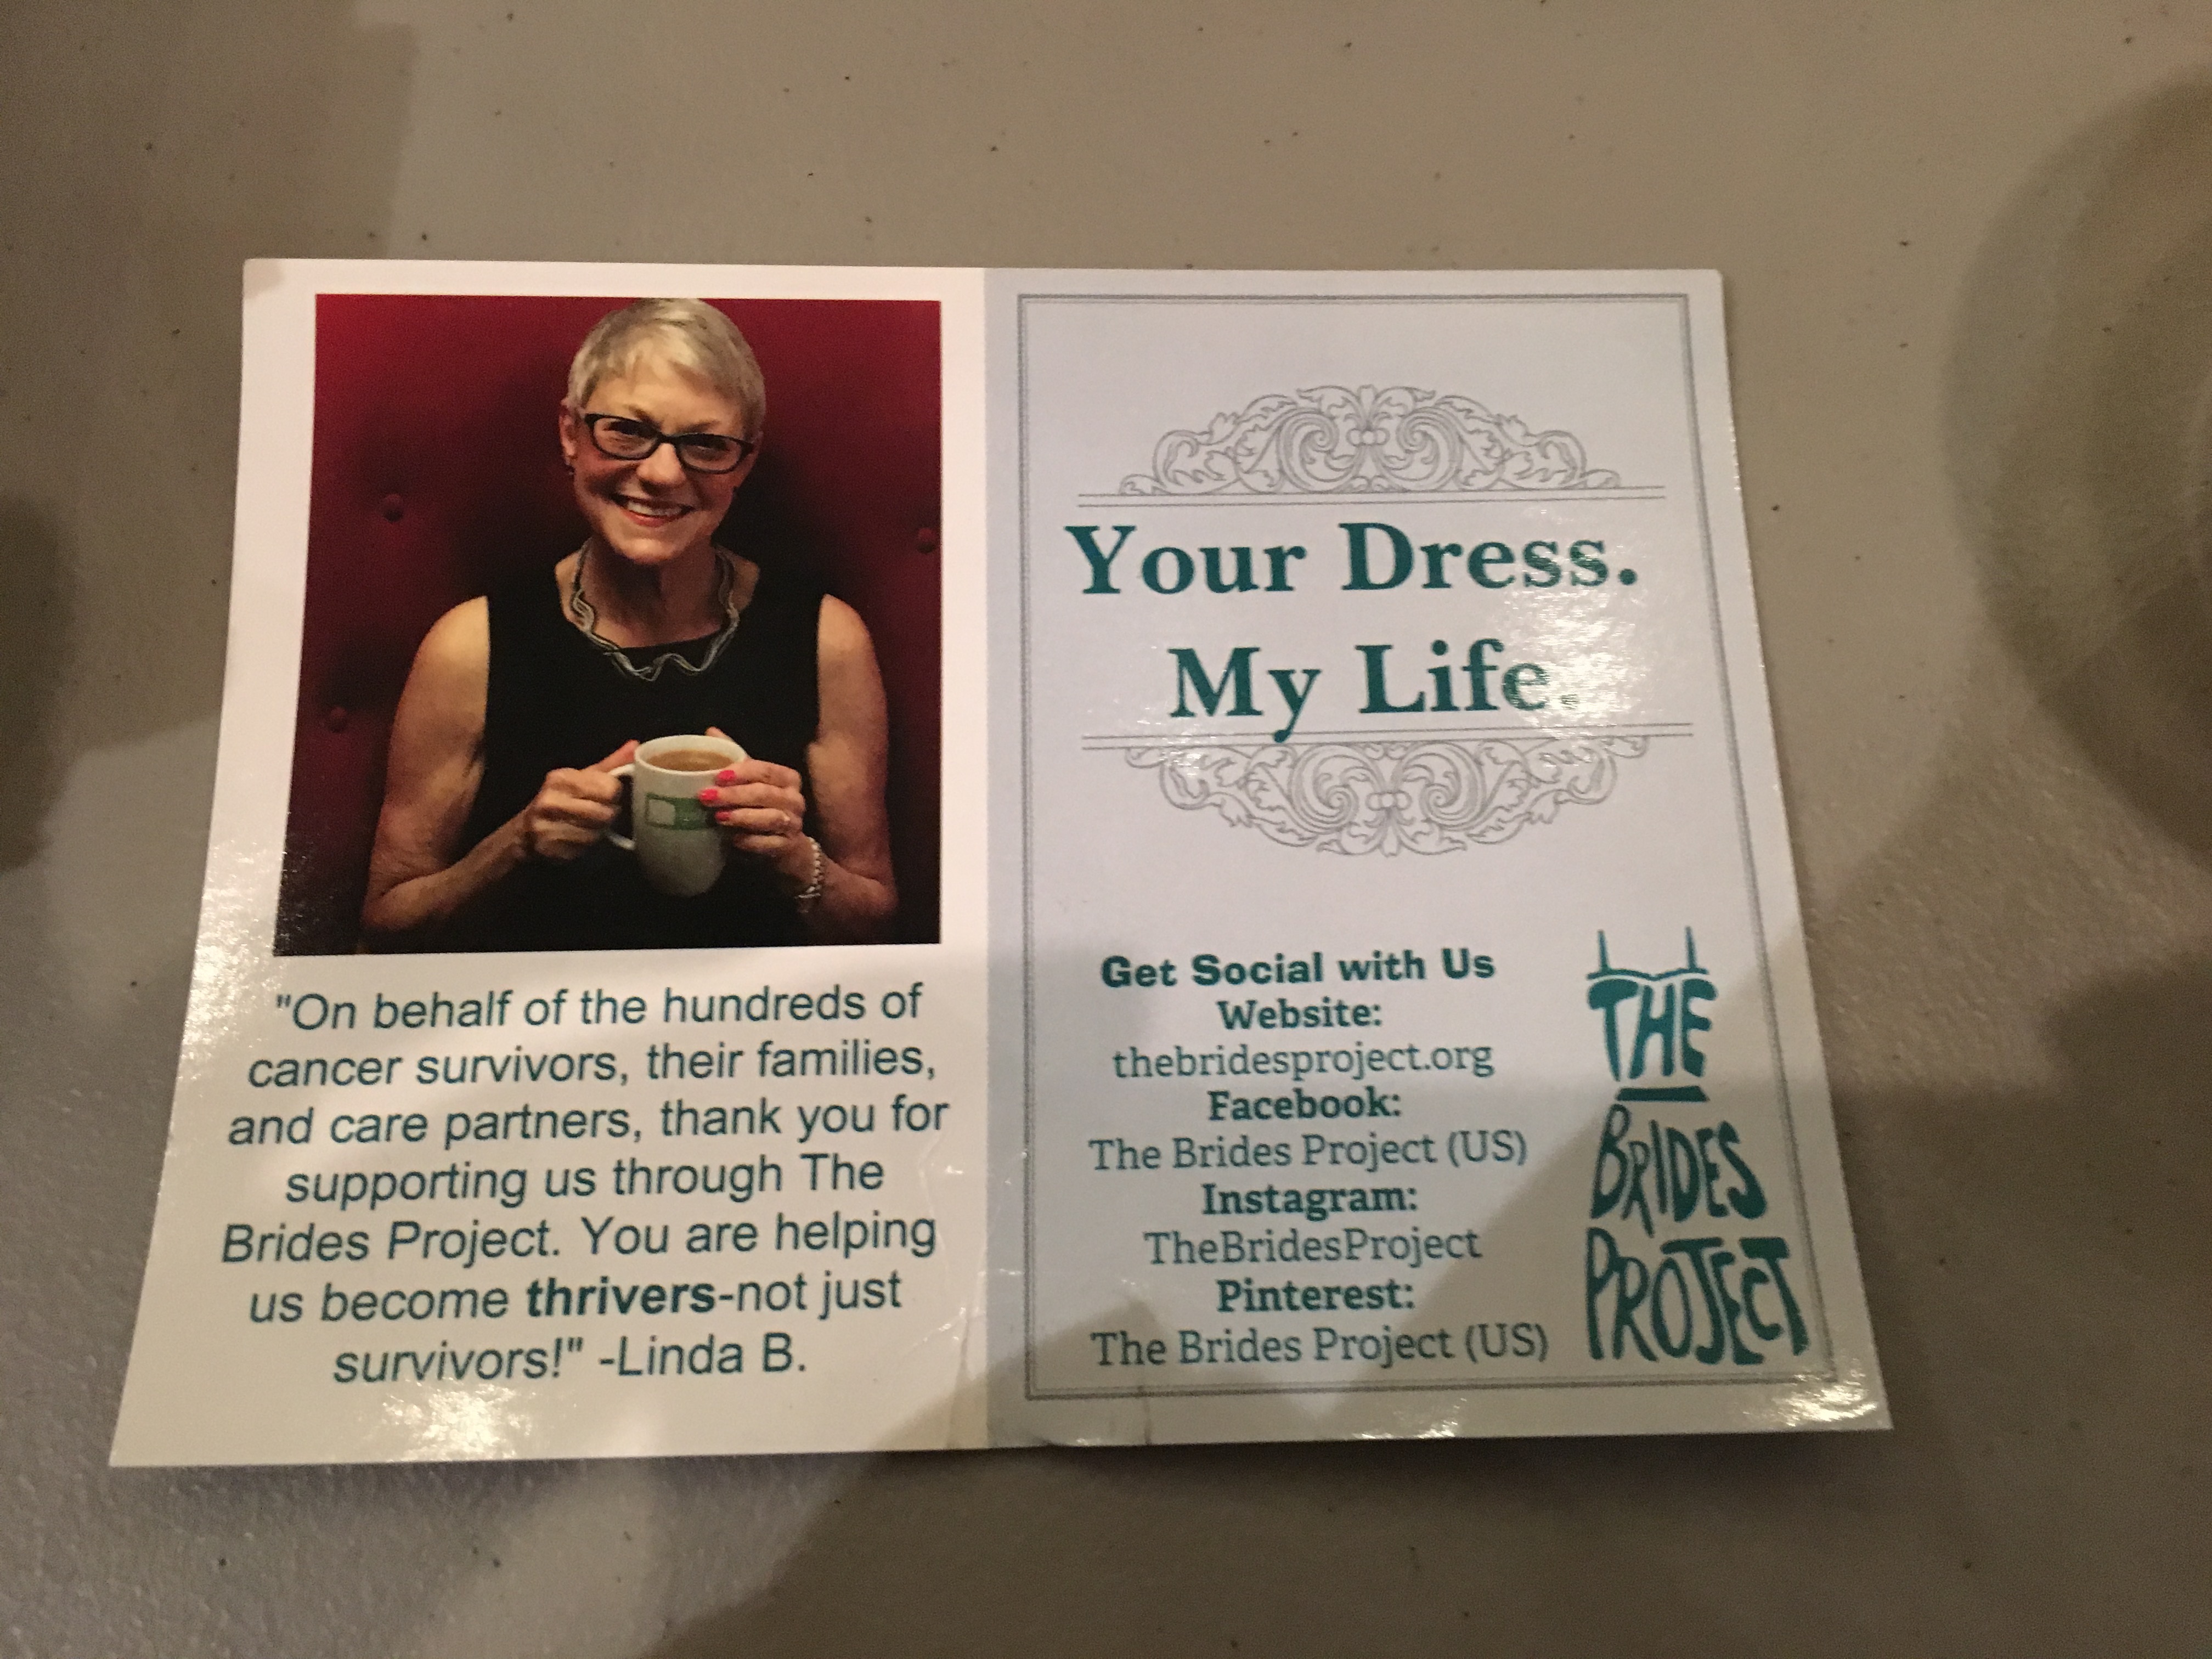 "On behalf of the hundreds of
cancer survivors, their families,
and care partners, thank you for
supporting us through The
Brides Project. You are helping
us become thrivers-not just
survivors!" -Linda B.
Your Dress.
My Life.
Get Social with Us
Website:
thebridesproject.org
Facebook:
The Brides Project (US)
Instagram:
TheBridesProject
Pinterest:
The Brides Project (US)
THE
BRIDES
PROJECT